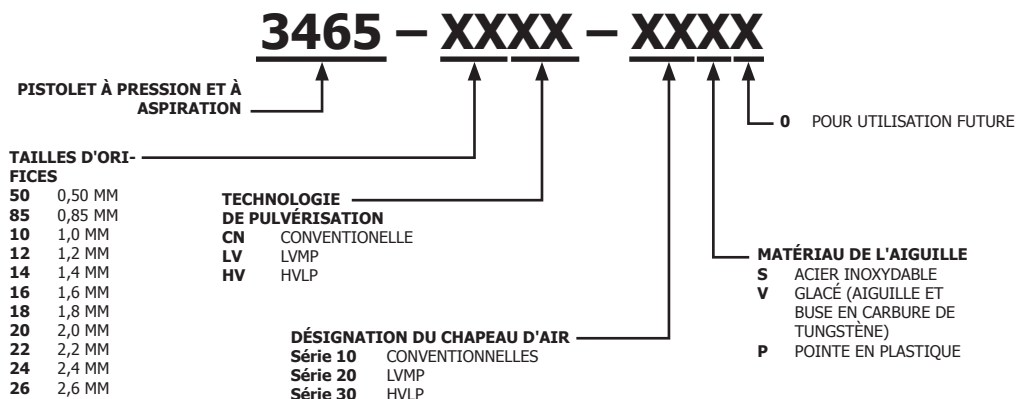 3465 – XXXX – XXXX
PISTOLET À PRESSION ET À
ASPIRATION
0 POUR UTILISATION FUTURE
TAILLES D'ORI-
FICES
50 0,50 MM
85 0,85 MM
10 1,0 MM
12 1,2 MM
14 1,4 MM
16 1,6 MM
18 1,8 MM
20 2,0 MM
22 2,2 MM
24 2,4 MM
26 2,6 MM
TECHNOLOGIE
DE PULVÉRISATION
CN CONVENTIONELLE
LV LVMP
HV HVLP
DÉSIGNATION DU CHAPEAU D'AIR
Série 10 CONVENTIONNELLES
Série 20 LVMP
Série 30 HVLP
MATÉRIAU DE L'AIGUILLE
S ACIER INOXYDABLE
V GLACÉ (AIGUILLE ET
BUSE EN CARBURE DE
TUNGSTÈNE)
P POINTE EN PLASTIQUE